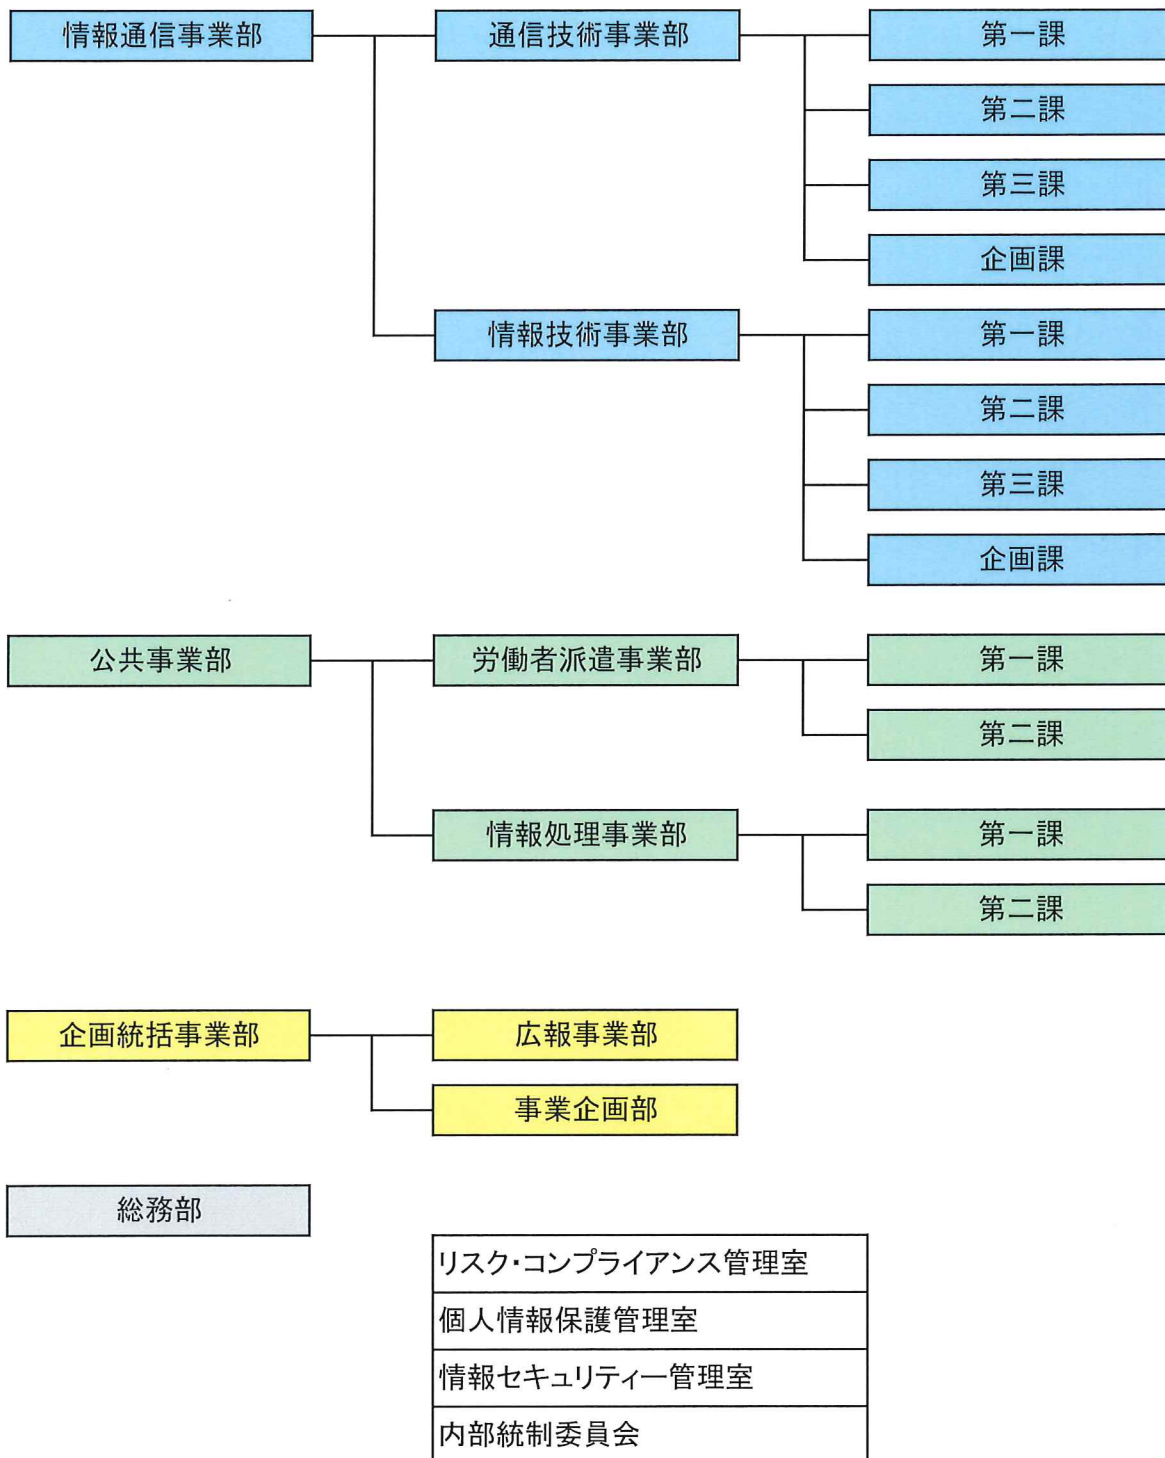 情報通信事業部
通信技術事業部
第一課
第二課
第三課
企画課
情報技術事業部
第一課
第二課
第三課
企画課
公共事業部
労働者派遣事業部
第一課
第二課
情報処理事業部
第一課
第二課
企画統括事業部
広報事業部
事業企画部
総務部
リスク・コンプライアンス管理室
個人情報保護管理室
情報セキュリティー管理室
内部統制委員会